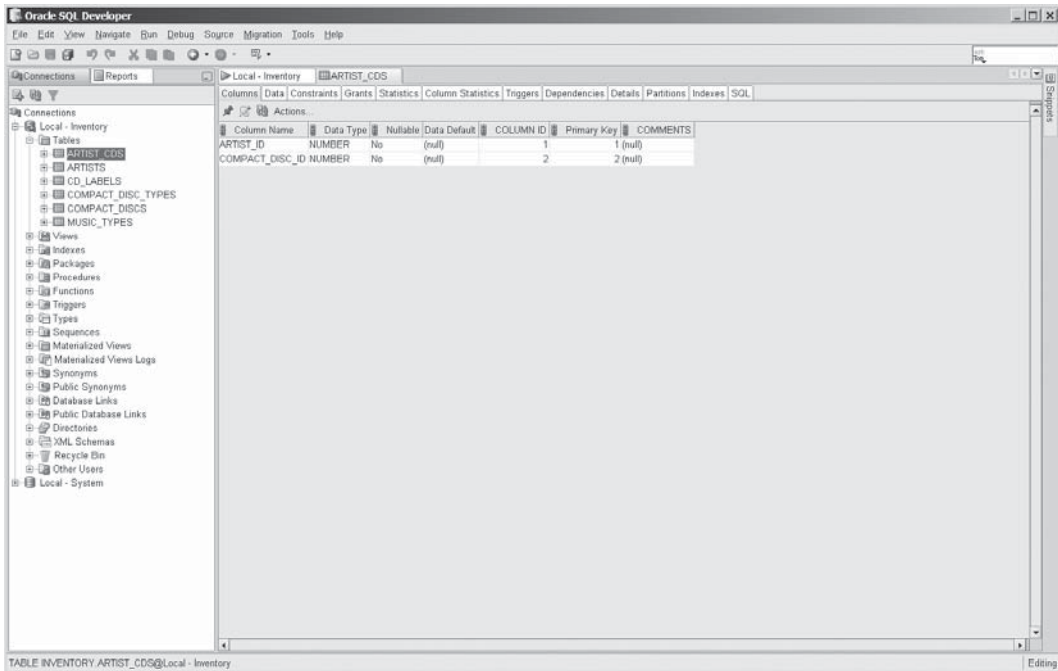 Oracle SQL Developer
File Edit View Navigate Run Debug Source Migration Tools Help
Connections Reports
Local - Inventory ARTIST_CDS
Columns Data Constraints Grants Statistics Column Statistics Triggers Dependencies Details Partitions Indexes SQL
Actions...
Column Name Data Type Nullable Data Default COLUMN ID Primary Key COMMENTS
ARTIST_ID NUMBER No (null) 1 1 (null)
COMPACT_DISC_ID NUMBER No (null) 2 2 (null)
Connections
Local - Inventory
Tables
ARTIST_CDS
ARTISTS
CD_LABELS
COMPACT_DISC_TYPES
COMPACT_DISCS
MUSIC_TYPES
Views
Indexes
Packages
Procedures
Functions
Triggers
Types
Sequences
Materialized Views
Materialized Views Logs
Synonyms
Public Synonyms
Database Links
Public Database Links
Directories
XML Schemas
Recycle Bin
Other Users
Local - System
Snippets
TABLE INVENTORY.ARTIST_CDS@Local - Inventory
Editing